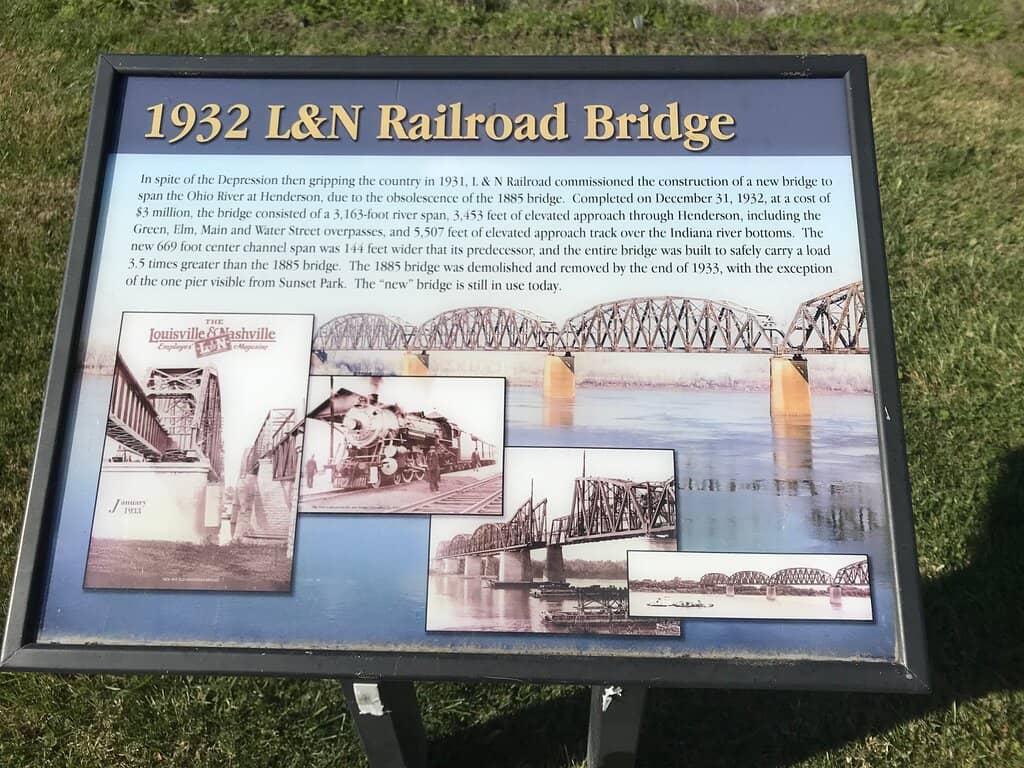 1932 L&N Railroad Bridge
In spite of the Depression then gripping the country in 1931, L & N Railroad commissioned the construction of a new bridge to
span the Ohio River at Henderson, due to the obsolescence of the 1885 bridge. Completed on December 31, 1932, at a cost of
$3 million, the bridge consisted of a 3,163-foot river span, 3,453 feet of elevated approach through Henderson, including the
Green, Elm, Main and Water Street overpasses, and 5,507 feet of elevated approach track over the Indiana river bottoms. The
new 669 foot center channel span was 144 feet wider that its predecessor, and the entire bridge was built to safely carry a load
3.5 times greater than the 1885 bridge. The 1885 bridge was demolished and removed by the end of 1933, with the exception
of the one pier visible from Sunset Park. The "new" bridge is still in use today.
THE
Louisville & Nashville
Employes' L&N Magazine
January
1933